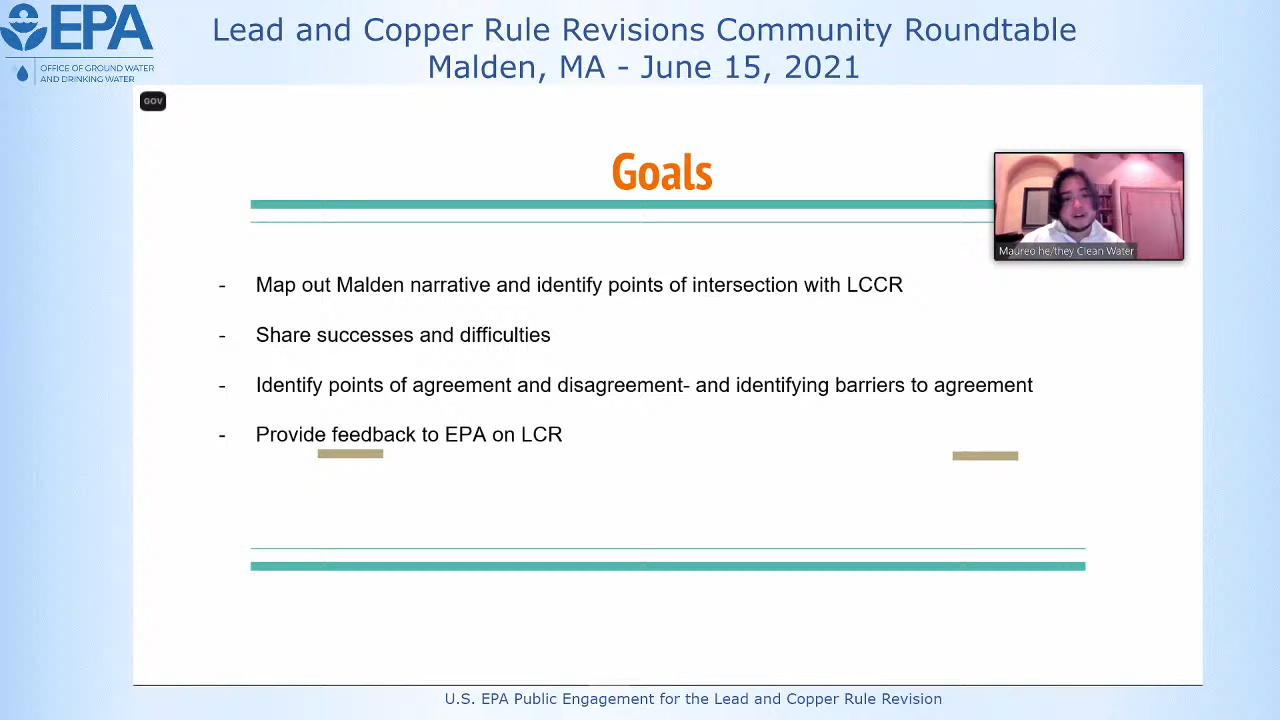 EPA
OFFICE OF GROUND WATER
AND DRINKING WATER
Lead and Copper Rule Revisions Community Roundtable
Malden, MA - June 15, 2021
GOV
Goals
Maureo he/they Clean Water
- Map out Malden narrative and identify points of intersection with LCCR
- Share successes and difficulties
- Identify points of agreement and disagreement- and identifying barriers to agreement
- Provide feedback to EPA on LCR
U.S. EPA Public Engagement for the Lead and Copper Rule Revision